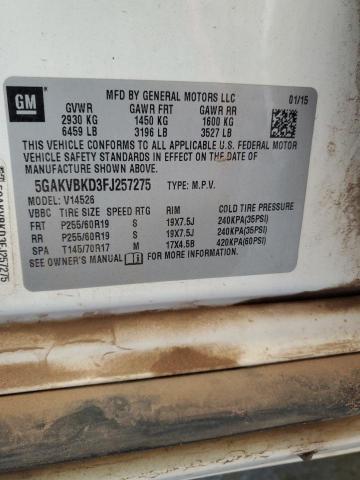 GM
MFD BY GENERAL MOTORS LLC 01/15
GVWR GAWR FRT GAWR RR
2930 KG 1450 KG 1600 KG
6459 LB 3196 LB 3527 LB
THIS VEHICLE CONFORMS TO ALL APPLICABLE U.S. FEDERAL MOTOR
VEHICLE SAFETY AND THEFT PREVENTION STANDARDS IN EFFECT ON
THE DATE OF MANUFACTURE SHOWN ABOVE.
5GAKVBKD3FJ257275 TYPE: M.P.V.
MODEL: V14526
VBBC TIRE SIZE SPEED RTG RIM COLD TIRE PRESSURE
FRT P255/60R19 S 19X7.5J 240KPA(35PSI)
RR P255/60R19 S 19X7.5J 240KPA(35PSI)
SPA T145/70R17 M 17X4.5B 420KPA(60PSI)
SEE OWNER'S MANUAL FOR MORE INFORMATION.
5GAKVBKD3FJ257275